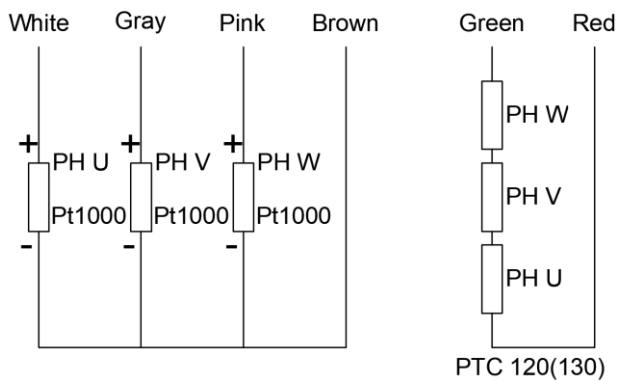 White Gray Pink Brown Green Red
PH W
+ + +
PH U PH V PH W
PH V
Pt1000 Pt1000 Pt1000
- - -
PH U
PTC 120(130)